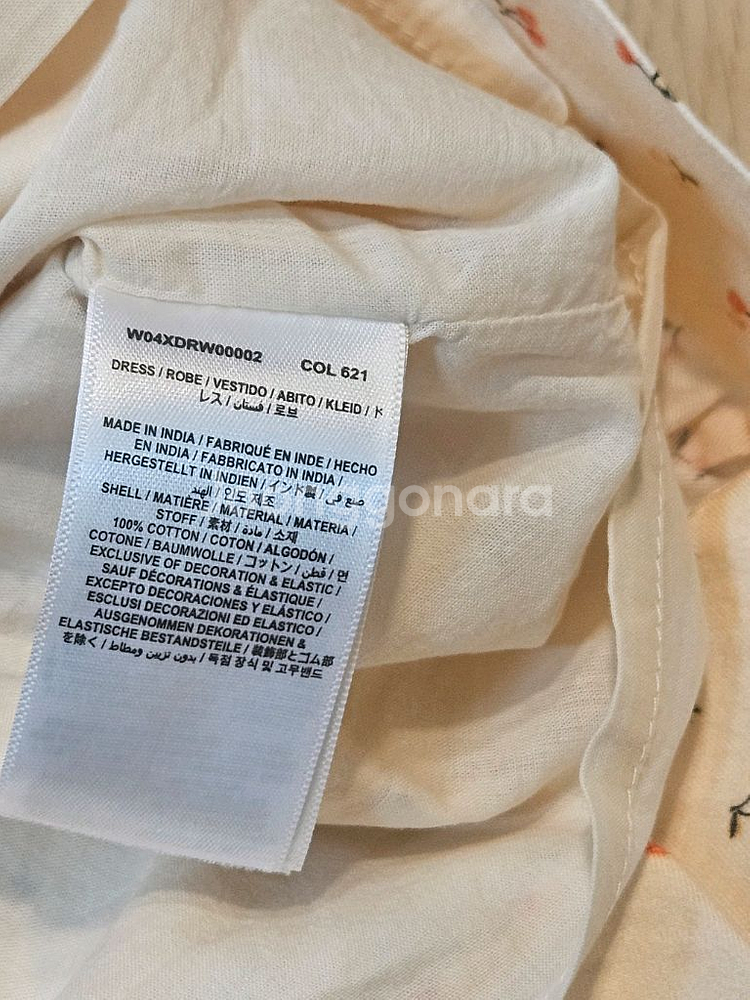 W04XDRW00002 COL 621
DRESS / ROBE / VESTIDO / ABITO / KLEID / ド
レス / فستان / 로브
MADE IN INDIA / FABRIQUÉ EN INDE / HECHO
EN INDIA / FABBRICATO IN INDIA /
HERGESTELLT IN INDIEN / インド製 / صنع في
الهند / 인도 제조
SHELL / MATIÈRE / MATERIAL / MATERIA /
STOFF / 素材 / مادة / 소재
100% COTTON / COTON / ALGODÓN /
COTONE / BAUMWOLLE / コットン / قطن / 면
EXCLUSIVE OF DECORATION & ELASTIC /
SAUF DÉCORATIONS & ÉLASTIQUE /
EXCEPTO DECORACIONES Y ELÁSTICO /
ESCLUSI DECORAZIONI ED ELASTICO /
AUSGENOMMEN DEKORATIONEN &
ELASTISCHE BESTANDSTEILE / 装飾部とゴム部
を除く / بدون تزيين ومطاط / 독점 장식 및 고무밴드